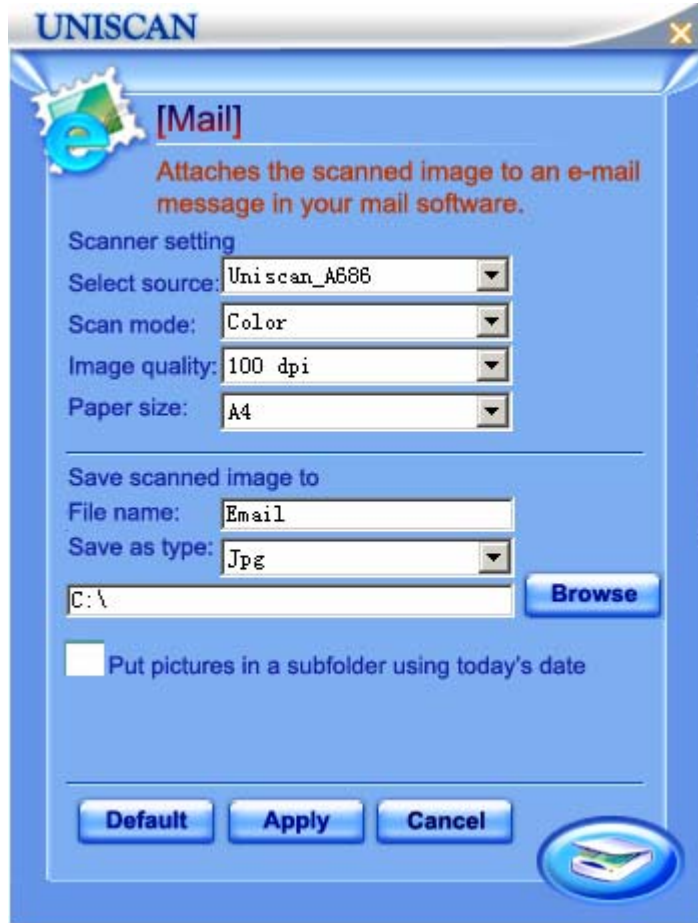 UNISCAN
[Mail]
Attaches the scanned image to an e-mail
message in your mail software.
Scanner setting
Select source: Uniscan_A686
Scan mode: Color
Image quality: 100 dpi
Paper size: A4
Save scanned image to
File name: Email
Save as type: Jpg
C:\ Browse
Put pictures in a subfolder using today's date
Default Apply Cancel